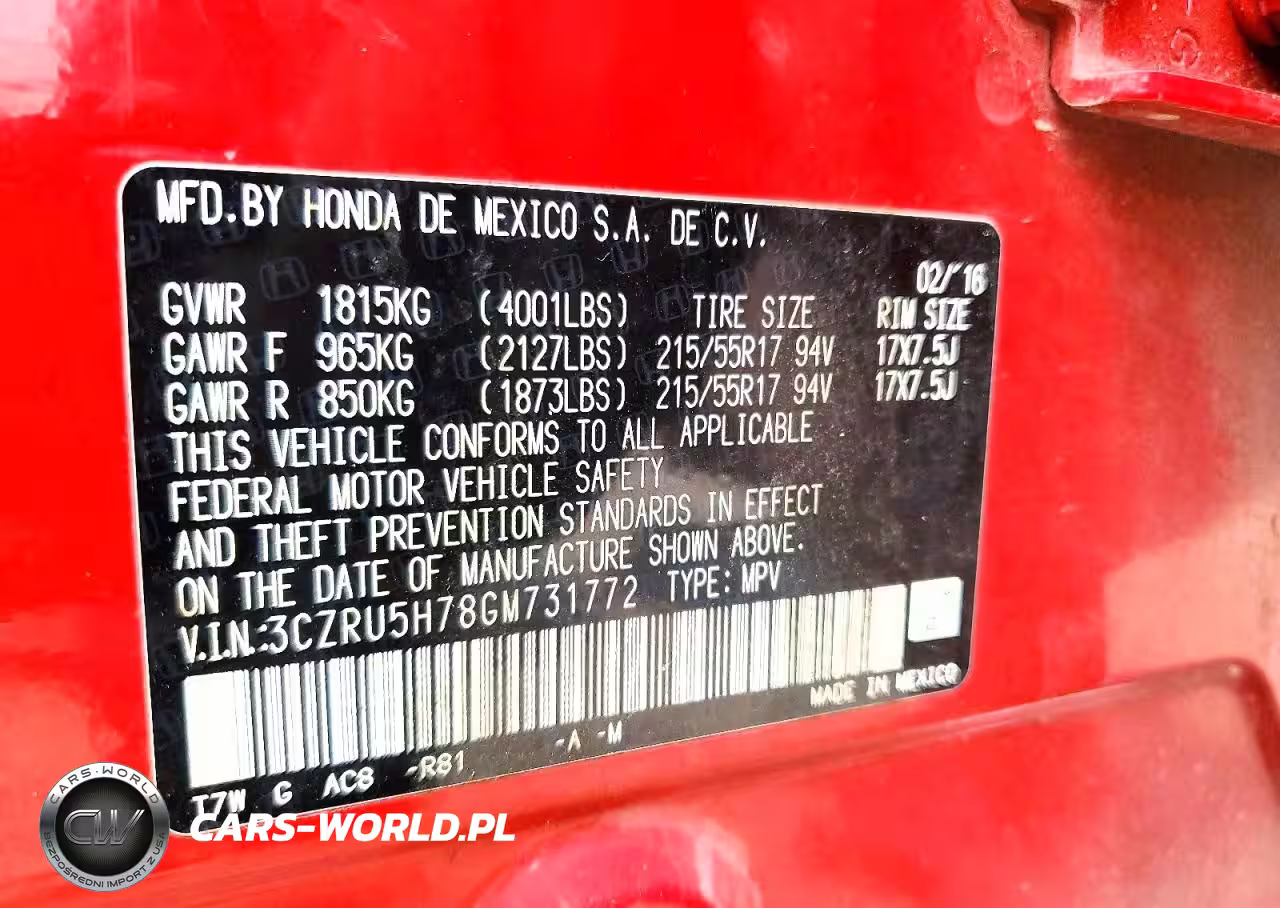 MFD.BY HONDA DE MEXICO S.A. DE C.V.
02/'16
GVWR 1815KG (4001LBS) TIRE SIZE RIM SIZE
GAWR F 965KG (2127LBS) 215/55R17 94V 17X7.5J
GAWR R 850KG (1873LBS) 215/55R17 94V 17X7.5J
THIS VEHICLE CONFORMS TO ALL APPLICABLE
FEDERAL MOTOR VEHICLE SAFETY
AND THEFT PREVENTION STANDARDS IN EFFECT
ON THE DATE OF MANUFACTURE SHOWN ABOVE.
V.I.N.:3CZRU5H78GM731772 TYPE: MPV
MADE IN MEXICO
T7W G AC8 -R81 -A -M
CARS-WORLD
CW
BEZPOŚREDNI IMPORT Z USA
CARS-WORLD.PL